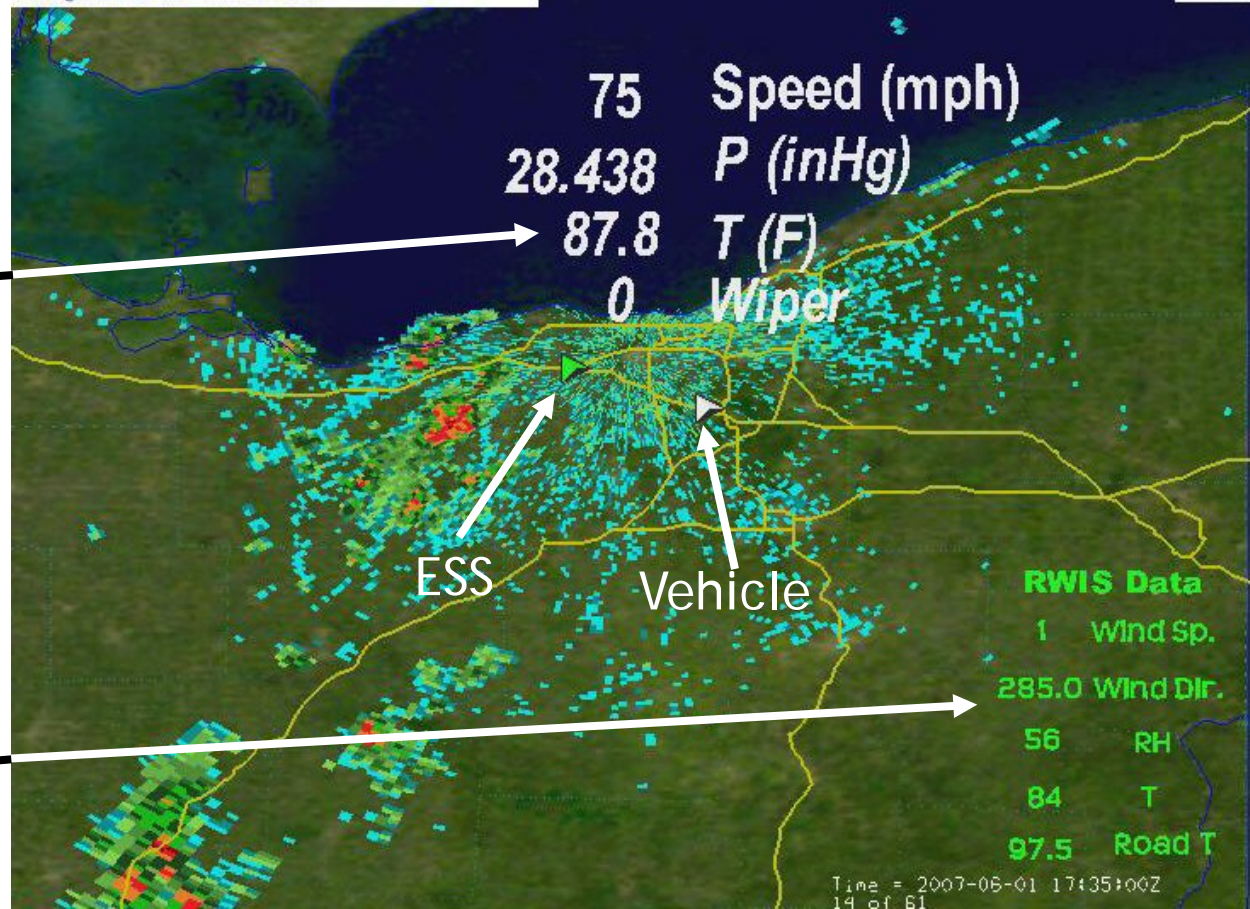 75 Speed (mph)
28.438 P (inHg)
87.8 T (F)
0 Wiper
ESS
Vehicle
RWIS Data
1 Wind Sp.
285.0 Wind Dir.
56 RH
84 T
97.5 Road T
Time = 2007-06-01 17:35:00Z
14 of 61